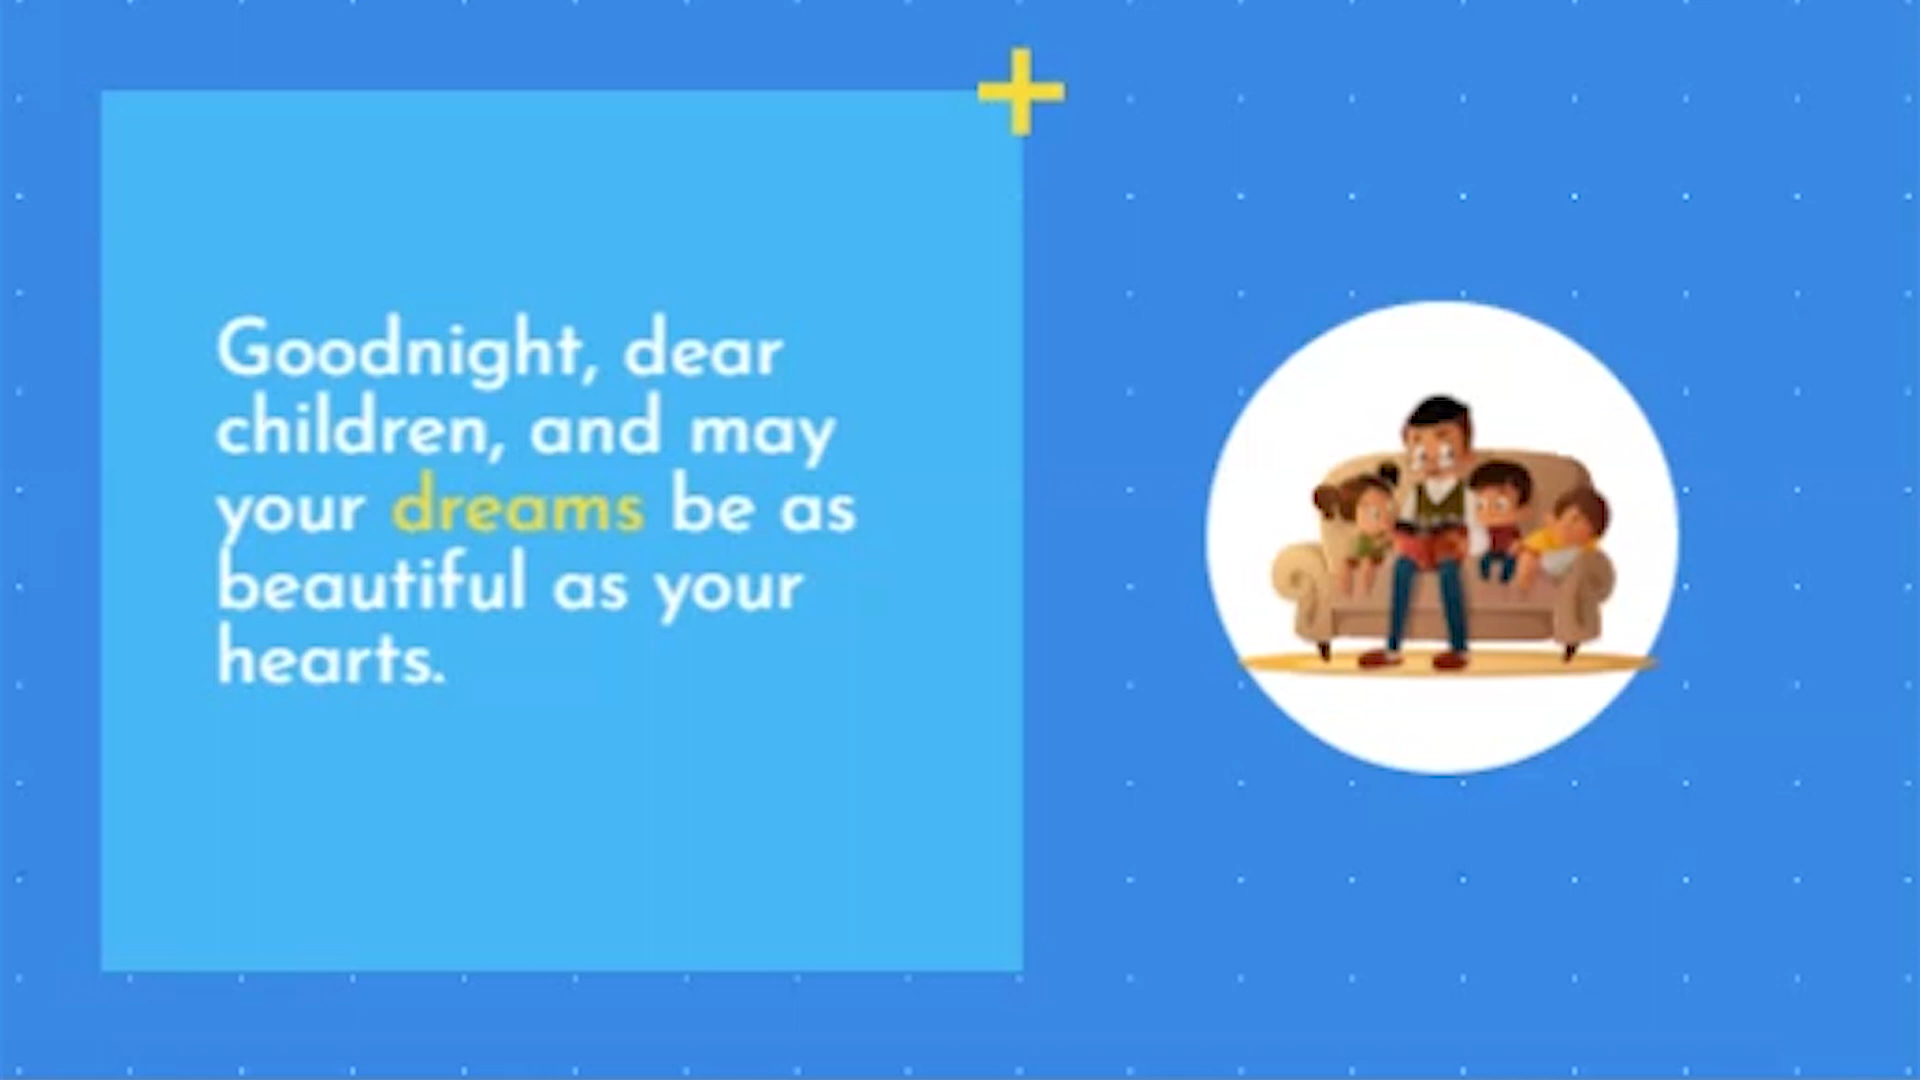 Goodnight, dear
children, and may
your dreams be as
beautiful as your
hearts.